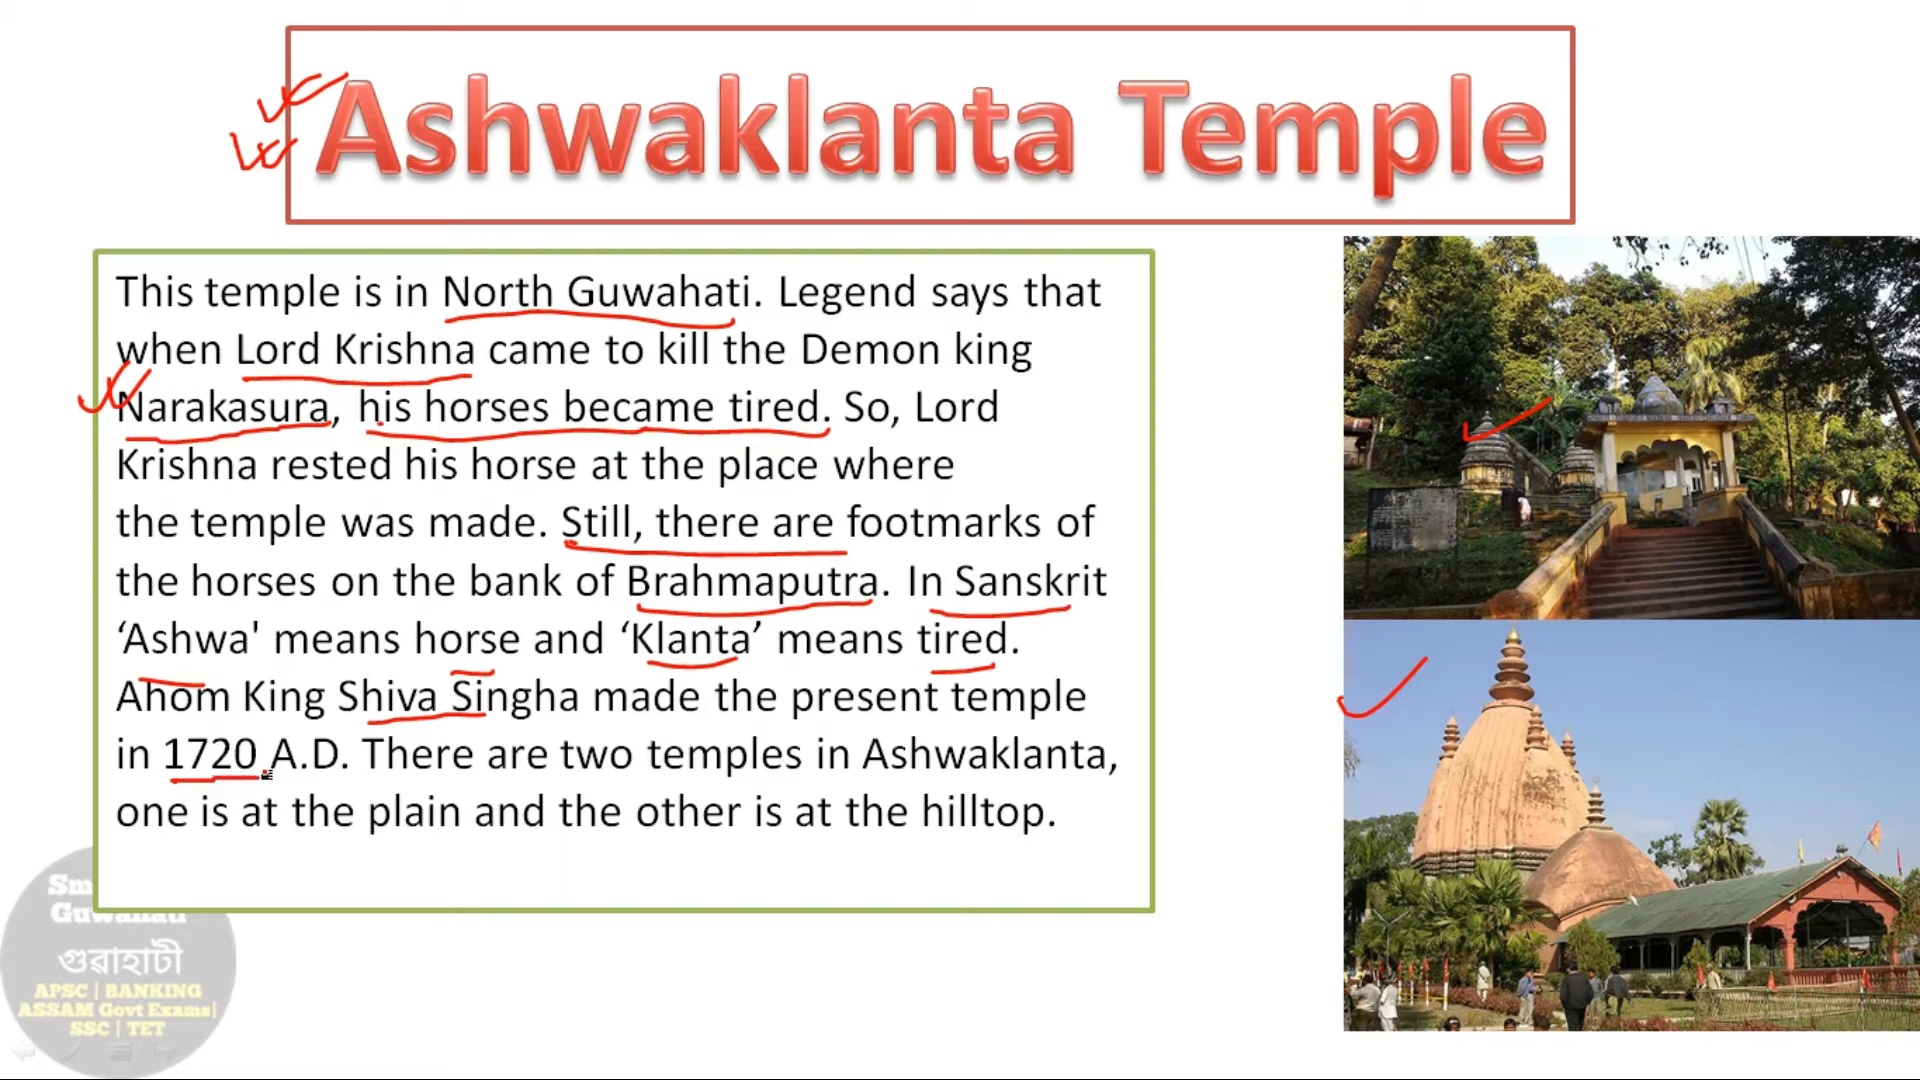 Ashwaklanta Temple
This temple is in North Guwahati. Legend says that
when Lord Krishna came to kill the Demon king
Narakasura, his horses became tired. So, Lord
Krishna rested his horse at the place where
the temple was made. Still, there are footmarks of
the horses on the bank of Brahmaputra. In Sanskrit
‘Ashwa' means horse and ‘Klanta’ means tired.
Ahom King Shiva Singha made the present temple
in 1720 A.D. There are two temples in Ashwaklanta,
one is at the plain and the other is at the hilltop.
Guwahati
গুৱাহাটী
APSC | BANKING
ASSAM Govt Exams|
SSC | TET